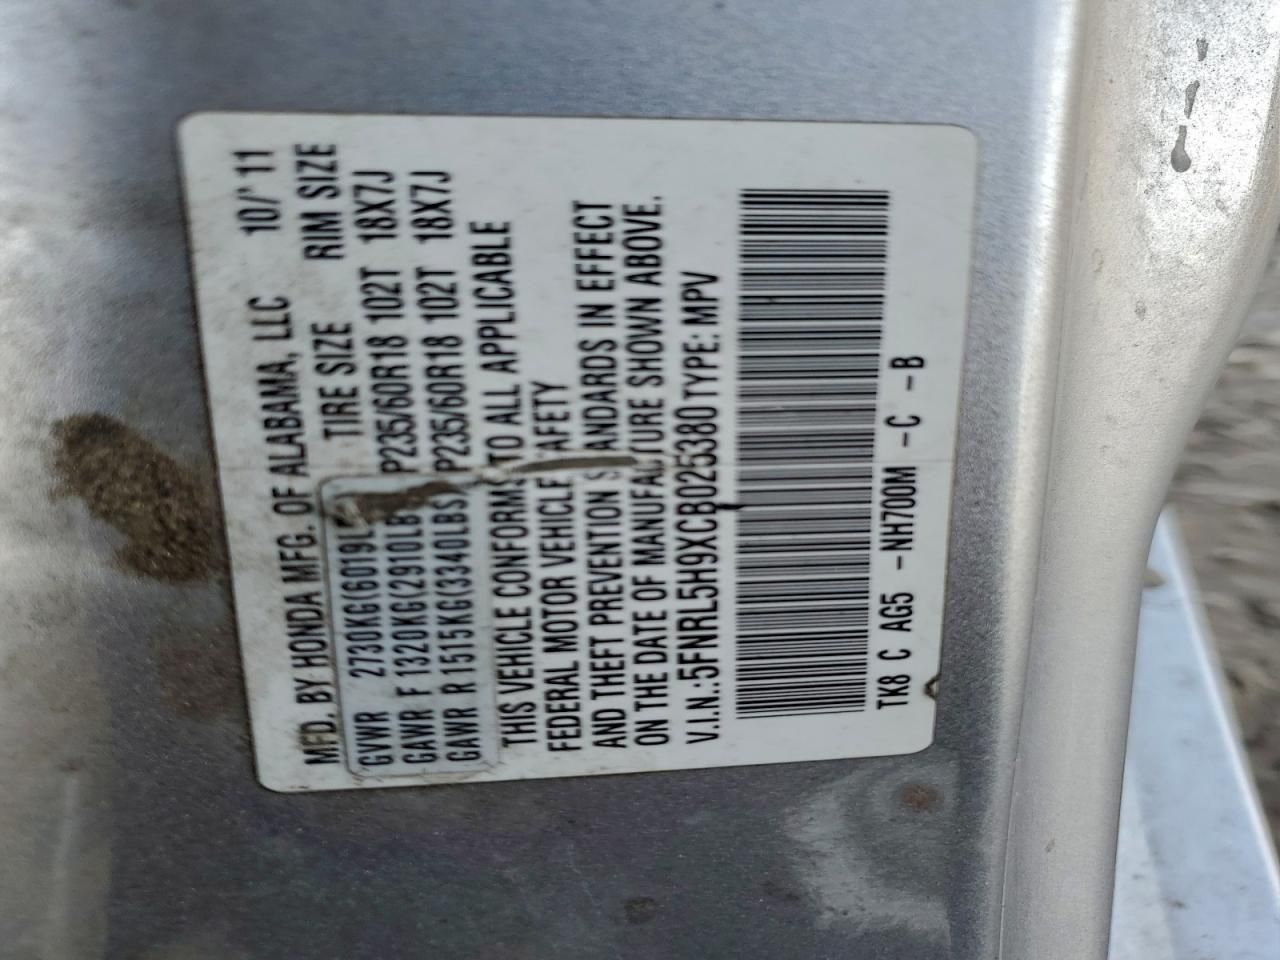 MFD. BY HONDA MFG. OF ALABAMA, LLC 10/'11
TIRE SIZE RIM SIZE
GVWR 2730KG(6019L
GAWR F 1320KG(2910LB P235/60R18 102T 18X7J
GAWR R 1515KG(3340LBS P235/60R18 102T 18X7J
THIS VEHICLE CONFORMS TO ALL APPLICABLE
FEDERAL MOTOR VEHICLE AFETY
AND THEFT PREVENTION S ANDARDS IN EFFECT
ON THE DATE OF MANUFACTURE SHOWN ABOVE.
V.I.N.:5FNRL5H9XCB025380 TYPE: MPV
TK8 C AG5 -NH700M -C -B